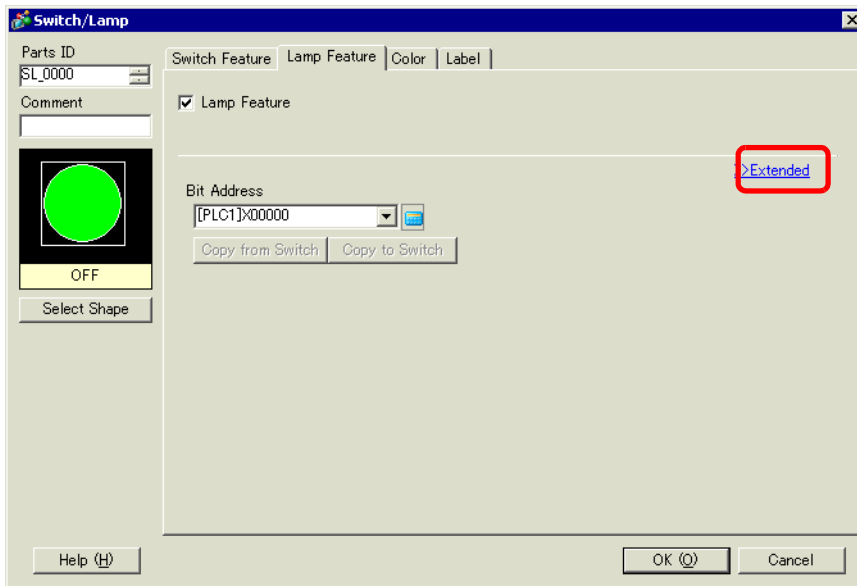 Switch/Lamp
Parts ID
SL_0000
Comment
OFF
Select Shape
Switch Feature Lamp Feature Color Label
Lamp Feature
>>Extended
Bit Address
[PLC1]X00000
Copy from Switch Copy to Switch
Help (H) OK (O) Cancel